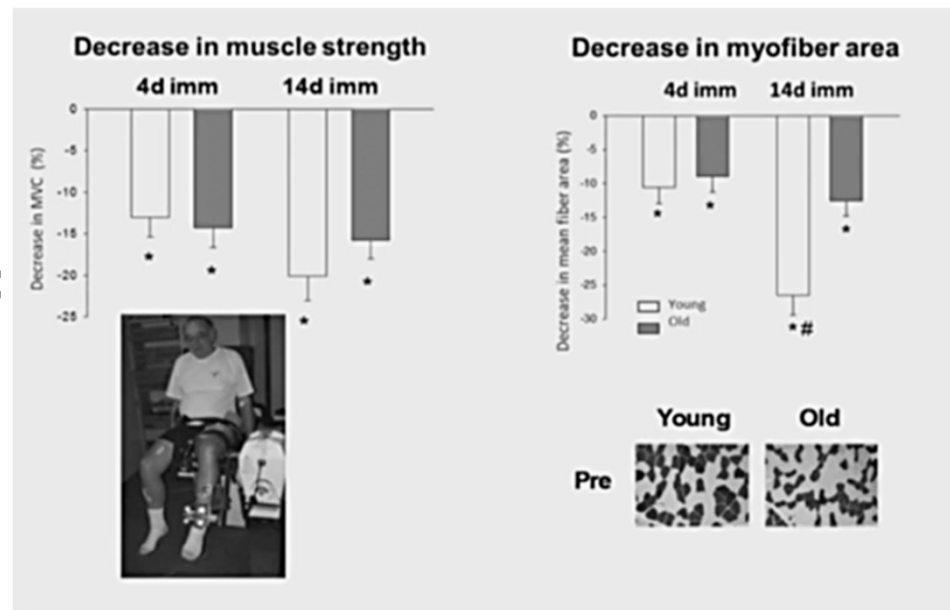 Decrease in muscle strength
4d imm 14d imm
0
-5
-10
-15
-20
-25
Decrease in MVC (%)
*
*
*
*
Decrease in myofiber area
4d imm 14d imm
0
-5
-10
-15
-20
-25
-30
Decrease in mean fiber area (%)
*
*
*
* #
Young
Old
Young Old
Pre